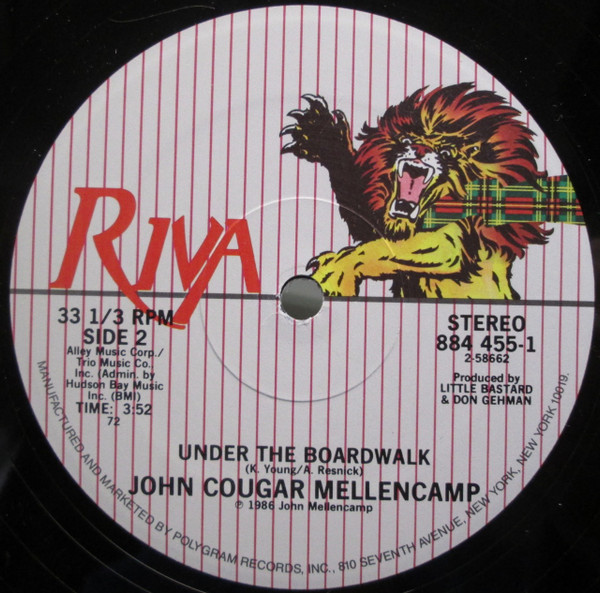 RIVA
33 1/3 RPM
SIDE 2
Alley Music Corp./
Trio Music Co.
Inc. (Admin. by
Hudson Bay Music
Inc. (BMI)
TIME: 3:52
72
STEREO
884 455-1
2-58662
Produced by
LITTLE BASTARD
& DON GEHMAN
UNDER THE BOARDWALK
(K. Young/A. Resnick)
JOHN COUGAR MELLENCAMP
℗ 1986 John Mellencamp
MANUFACTURED AND MARKETED BY POLYGRAM RECORDS, INC., 810 SEVENTH AVENUE, NEW YORK, NEW YORK 10019.